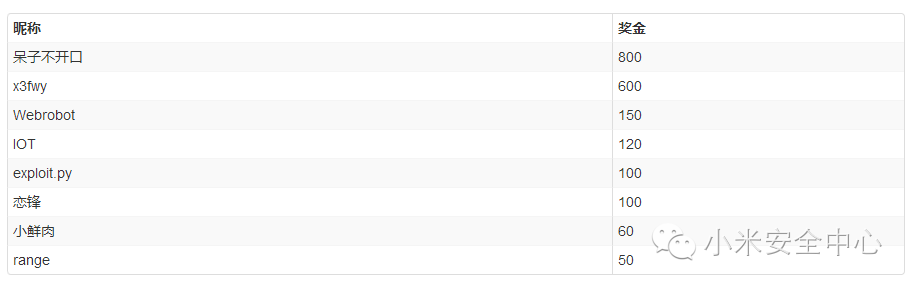 昵称 奖金
呆子不开口 800
x3fwy 600
Webrobot 150
IOT 120
exploit.py 100
恋锋 100
小鲜肉 60
小米安全中心
range 50